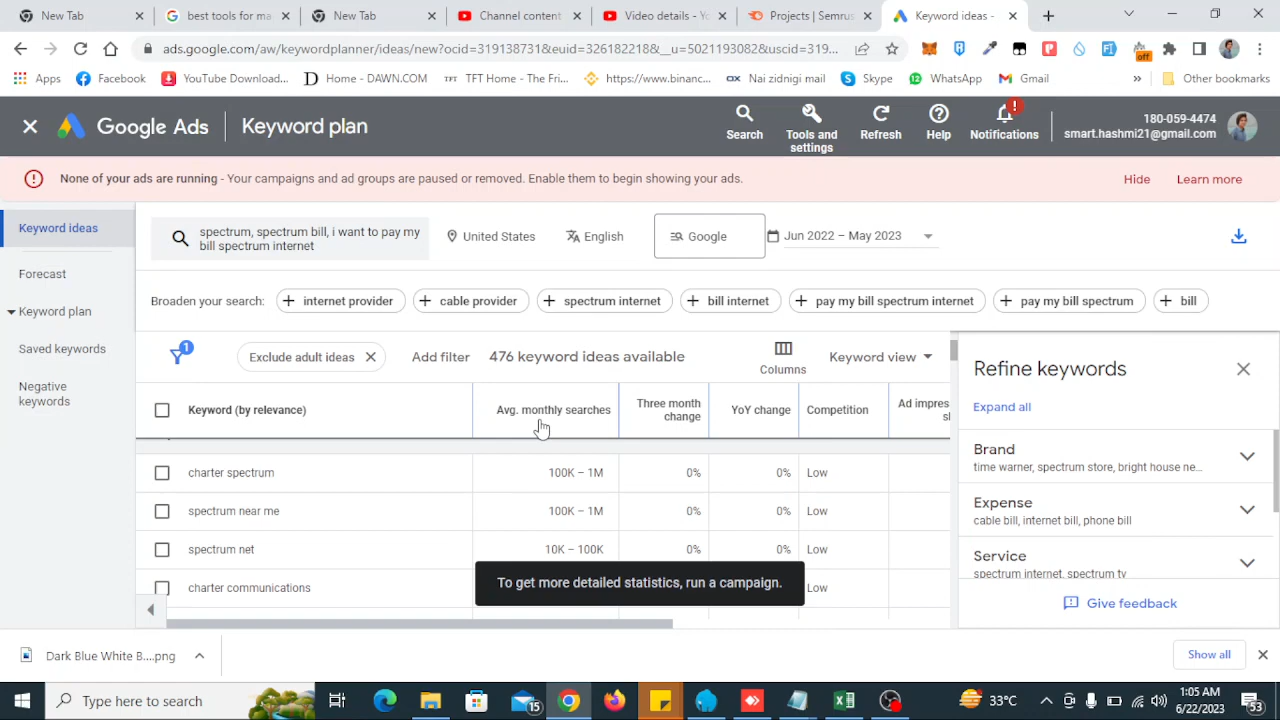 New Tab
best tools for ma
New Tab
Channel content
Video details - Yo
Projects | Semrus
Keyword ideas -
ads.google.com/aw/keywordplanner/ideas/new?ocid=319138731&euid=326182218&__u=5021193082&uscid=319...
off
Apps
Facebook
YouTube Download...
D Home - DAWN.COM
TFT TFT Home - The Fri...
https://www.binanc...
OX Nai zidnigi mail
Skype
12 WhatsApp
Gmail
»
Other bookmarks
Google Ads
Keyword plan
Search
Tools and settings
Refresh
Help
Notifications
180-059-4474
smart.hashmi21@gmail.com
None of your ads are running - Your campaigns and ad groups are paused or removed. Enable them to begin showing your ads.
Hide
Learn more
Keyword ideas
Forecast
Keyword plan
Saved keywords
Negative
keywords
spectrum, spectrum bill, i want to pay my
bill spectrum internet
United States
English
Google
Jun 2022 – May 2023
Broaden your search:
internet provider
cable provider
spectrum internet
bill internet
pay my bill spectrum internet
pay my bill spectrum
bill
1
Exclude adult ideas
Add filter
476 keyword ideas available
Columns
Keyword view
Keyword (by relevance)
Avg. monthly searches
Three month
change
YoY change
Competition
Ad impres
sl
charter spectrum 100K – 1M 0% 0% Low
spectrum near me 100K – 1M 0% 0% Low
spectrum net 10K – 100K 0% 0% Low
charter communications Low
To get more detailed statistics, run a campaign.
Refine keywords
Expand all
Brand
time warner, spectrum store, bright house ne...
Expense
cable bill, internet bill, phone bill
Service
spectrum internet, spectrum tv
Give feedback
Dark Blue White B....png
Show all
Type here to search
15
33°C
1:05 AM
6/22/2023
53